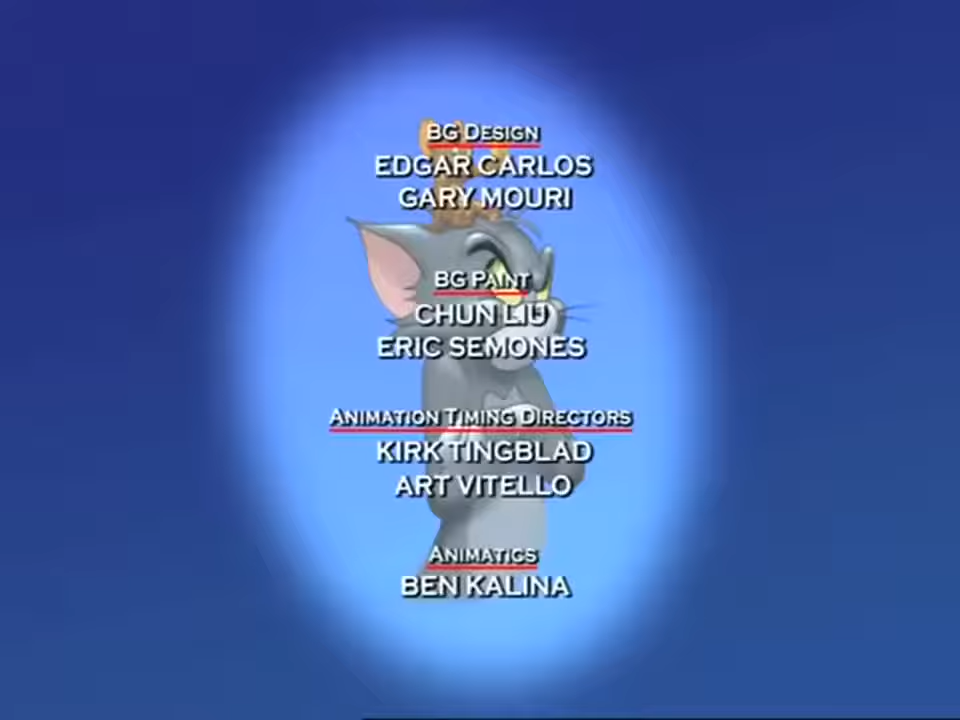 BG Design
EDGAR CARLOS
GARY MOURI
BG Paint
CHUN LIU
ERIC SEMONES
Animation Timing Directors
KIRK TINGBLAD
ART VITELLO
Animatics
BEN KALINA